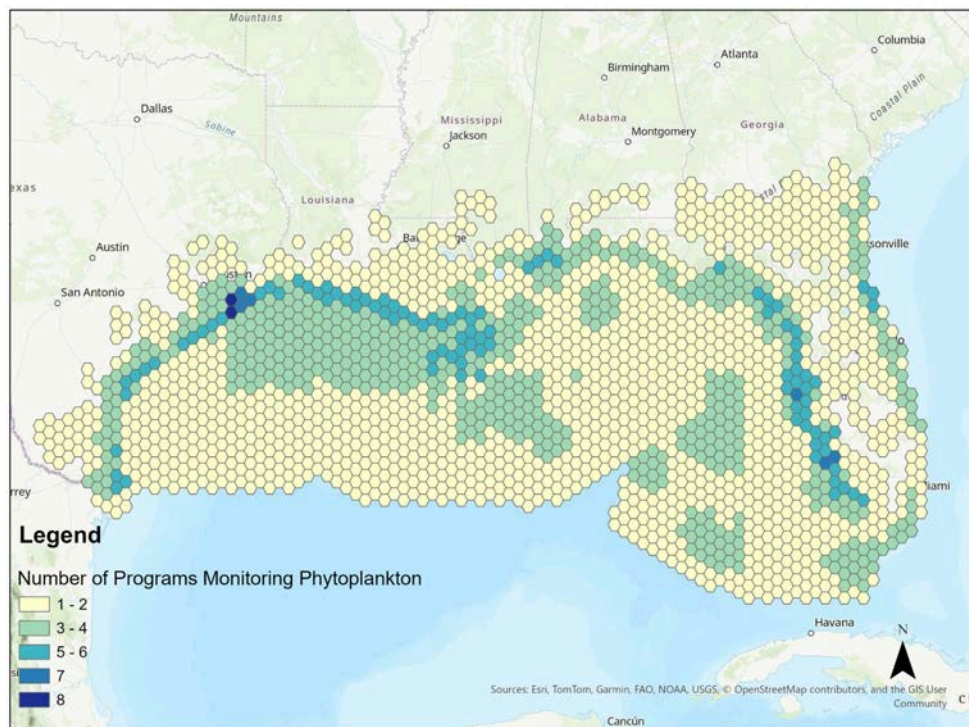 Mountains
Columbia
Atlanta
Birmingham
Dallas
Coastal Plain
Mississippi
Alabama
Sabine
Georgia
Jackson
Montgomery
exas
Louisiana
Austin
sonville
San Antonio
rrey
iami
Legend
Number of Programs Monitoring Phytoplankton
1 - 2
3 - 4
5 - 6
7
8
Havana
N
Sources: Esri, TomTom, Garmin, FAO, NOAA, USGS, © OpenStreetMap contributors, and the GIS User
Community
Cancún